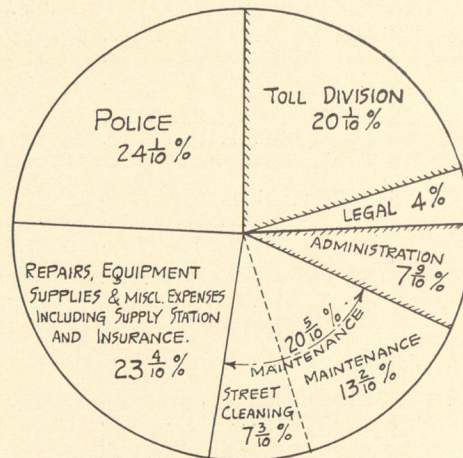 POLICE
24 1/10 %
TOLL DIVISION
20 1/10 %
LEGAL 4%
ADMINISTRATION
7 9/10 %
REPAIRS, EQUIPMENT
SUPPLIES & MISCL. EXPENSES
INCLUDING SUPPLY STATION
AND INSURANCE.
23 4/10 %
20 5/10 %
MAINTENANCE
MAINTENANCE
13 2/10 %
STREET
CLEANING
7 3/10 %